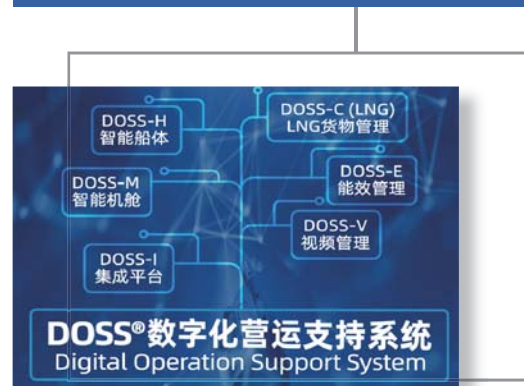 DOSS-H
智能船体
DOSS-C (LNG)
LNG货物管理
DOSS-M
智能机舱
DOSS-E
能效管理
DOSS-V
视频管理
DOSS-I
集成平台
DOSS®数字化营运支持系统
Digital Operation Support System